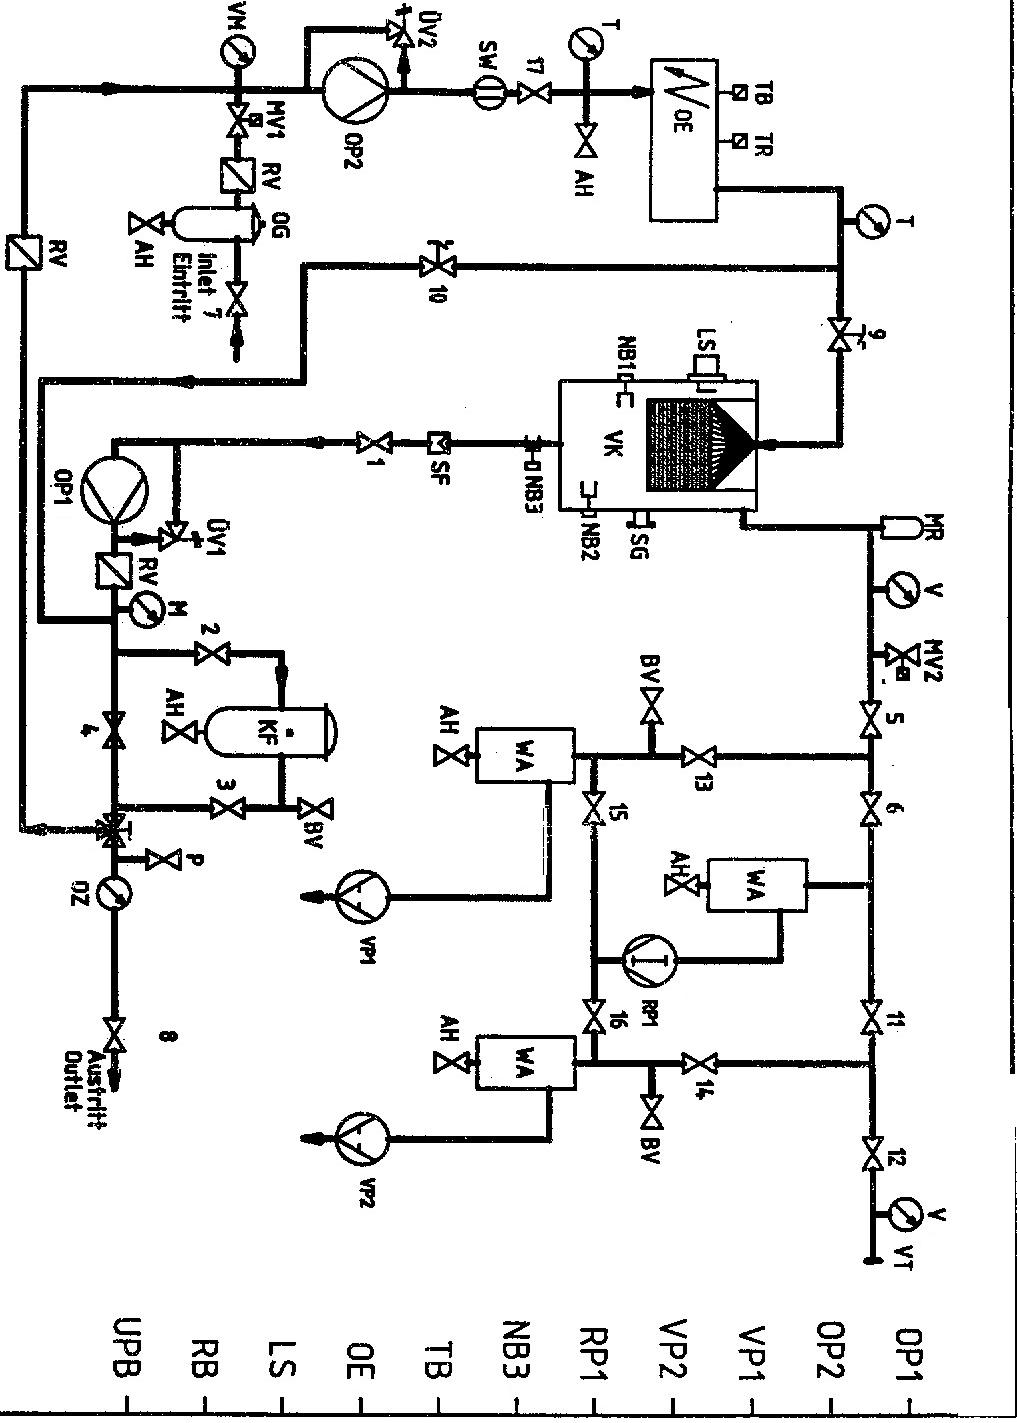 MR
V
MV2
V
T
9
5
6
11
12
VT
OP1
OP2
TB
TR
VP1
WA
LS
13
14
OE
AH
VP2
T
SG
BV
RP1
BV
NB1
VK
15
16
RP1
AH
NB2
17
NB3
NB3
WA
WA
SW
10
SF
AH
AH
TB
ÜV2
1
VP1
VP2
OE
OP2
BV
LS
MV1
RV
OG
KF
VM
ÜV1
2
3
inlet 7
Eintritt
M
AH
P
RB
AH
RV
8
4
Austritt
Outlet
UPB
RV
OP1
OZ